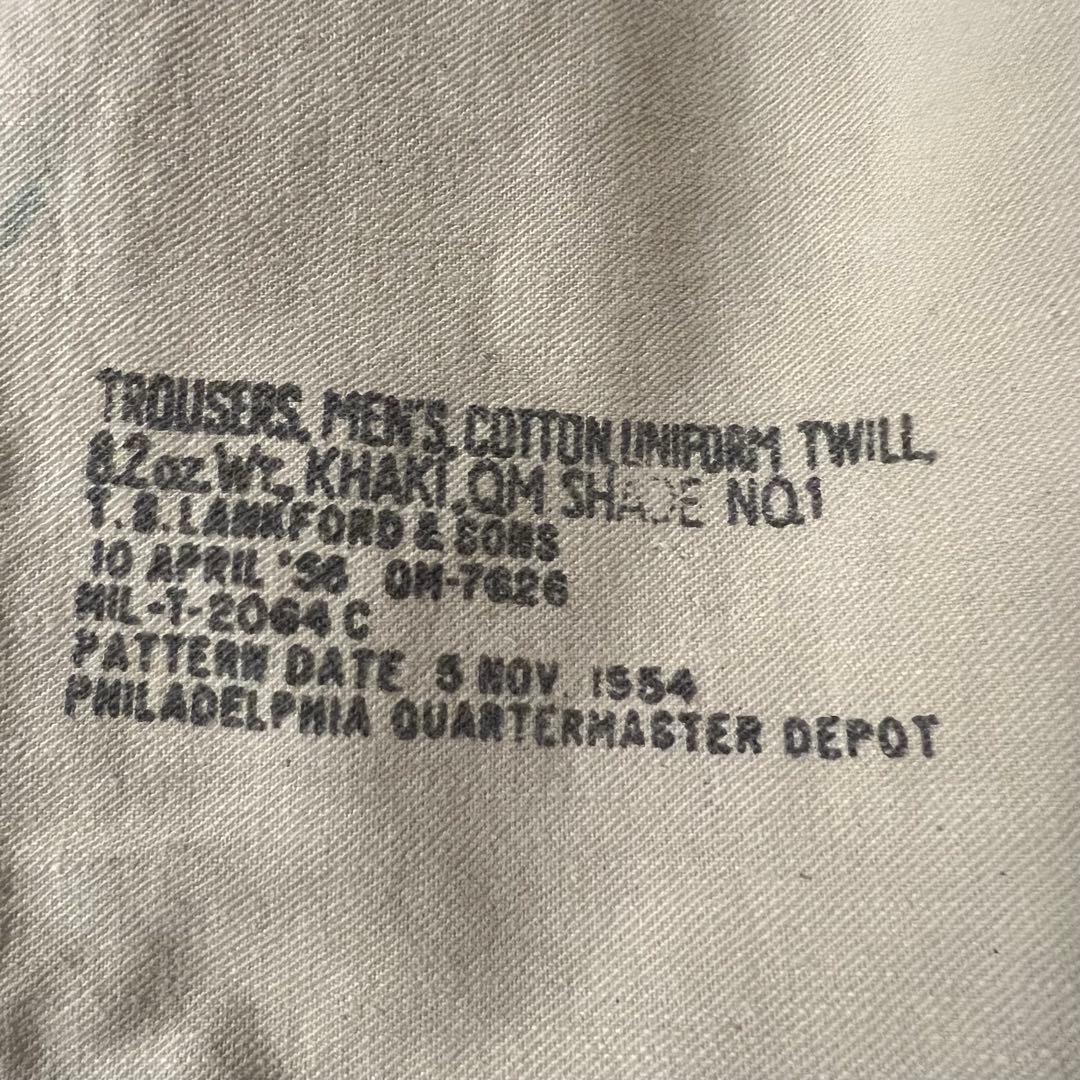 TROUSERS, MEN'S, COTTON UNIFORM TWILL,
8.2 oz. Wt., KHAKI, QM SHADE NO.1
T. B. LANKFORD & SONS
10 APRIL '56 QM-7626
MIL-T-2064 C
PATTERN DATE 5 NOV. 1954
PHILADELPHIA QUARTERMASTER DEPOT